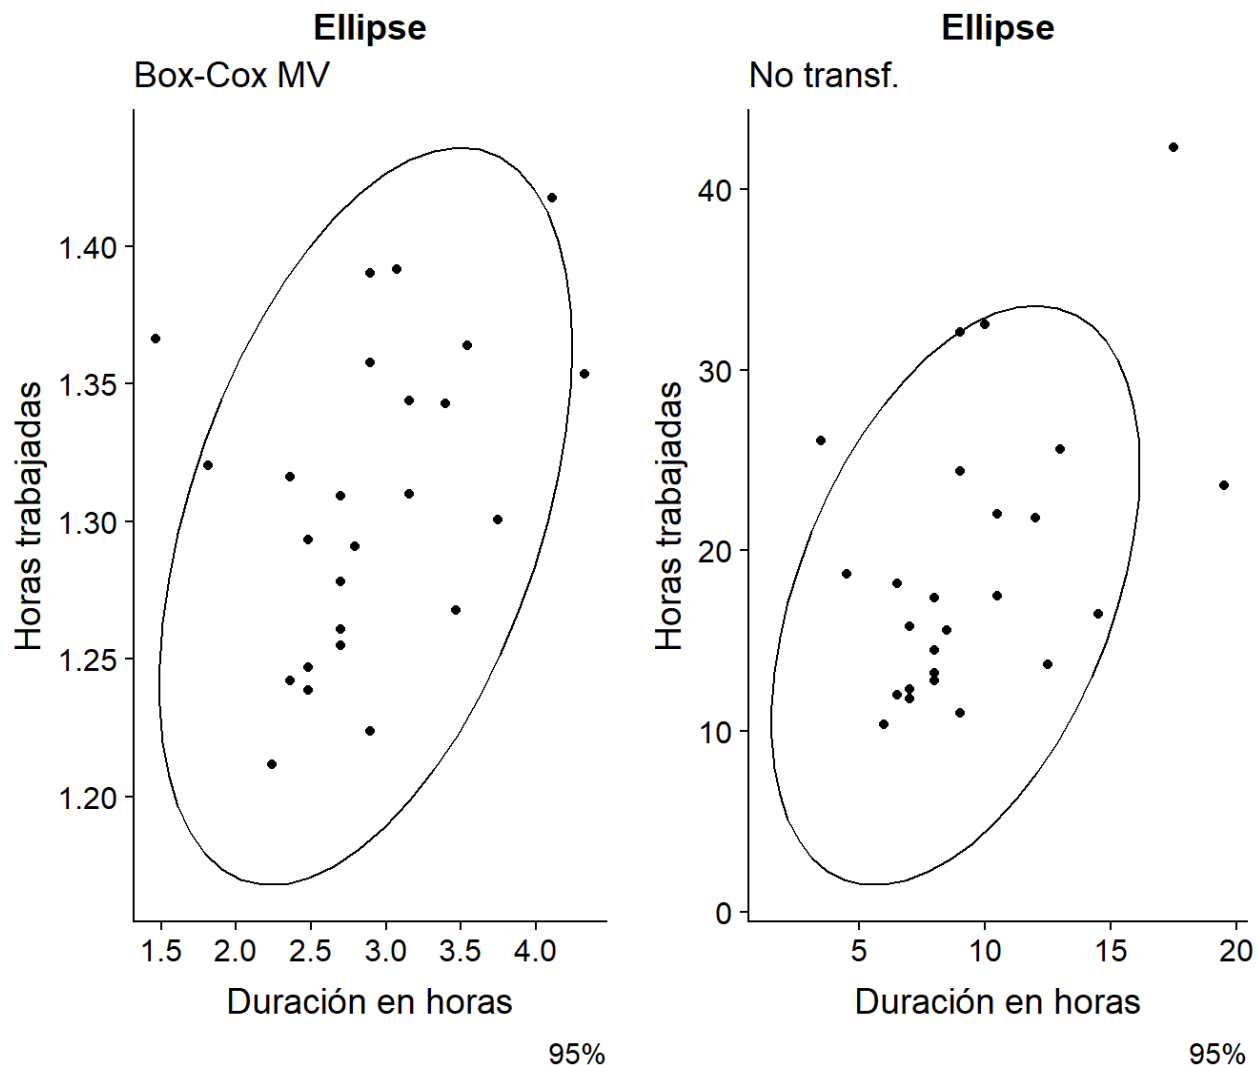 Ellipse
Box-Cox MV
1.40
1.35
1.30
1.25
1.20
Horas trabajadas
1.5 2.0 2.5 3.0 3.5 4.0
Duración en horas
95%
Ellipse
No transf.
40
30
20
10
0
Horas trabajadas
5 10 15 20
Duración en horas
95%